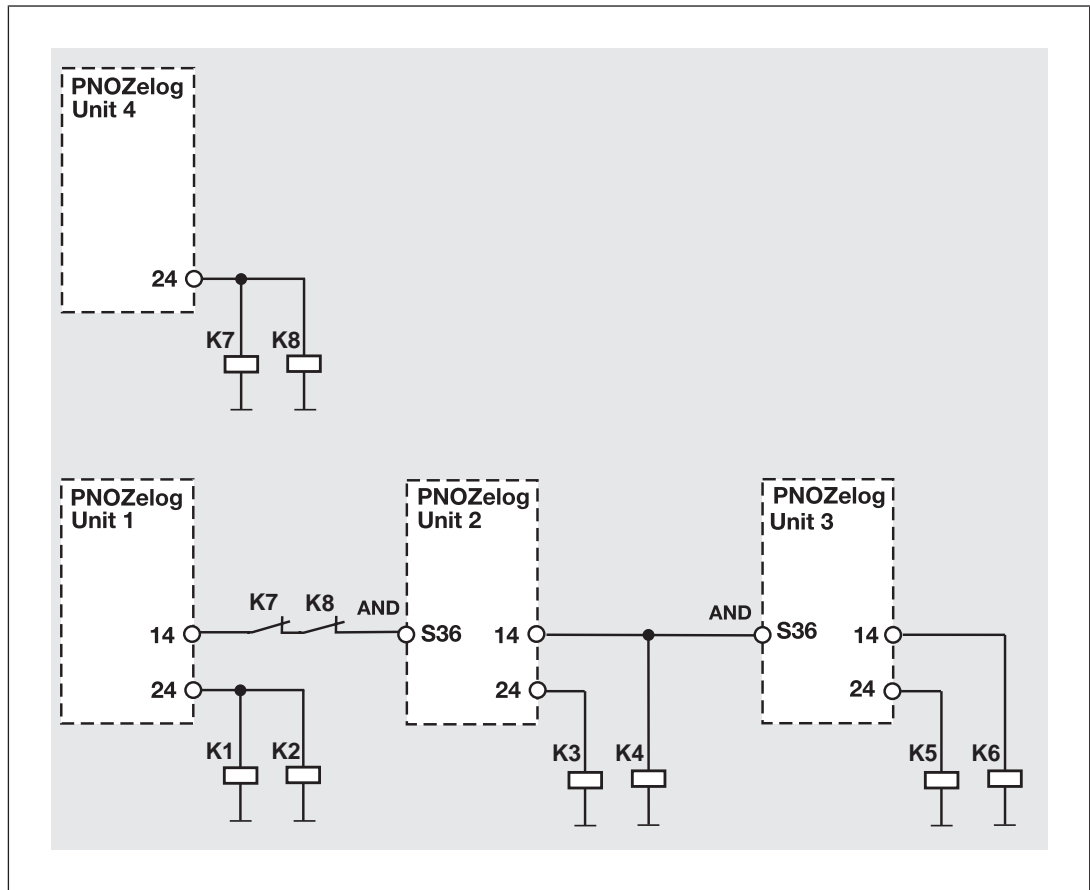 PNOZelog
Unit 4
24
K7 K8
PNOZelog
Unit 1
PNOZelog
Unit 2
PNOZelog
Unit 3
K7 K8 AND
AND
14
S36 14
S36 14
24
24
24
K1 K2
K3 K4
K5 K6